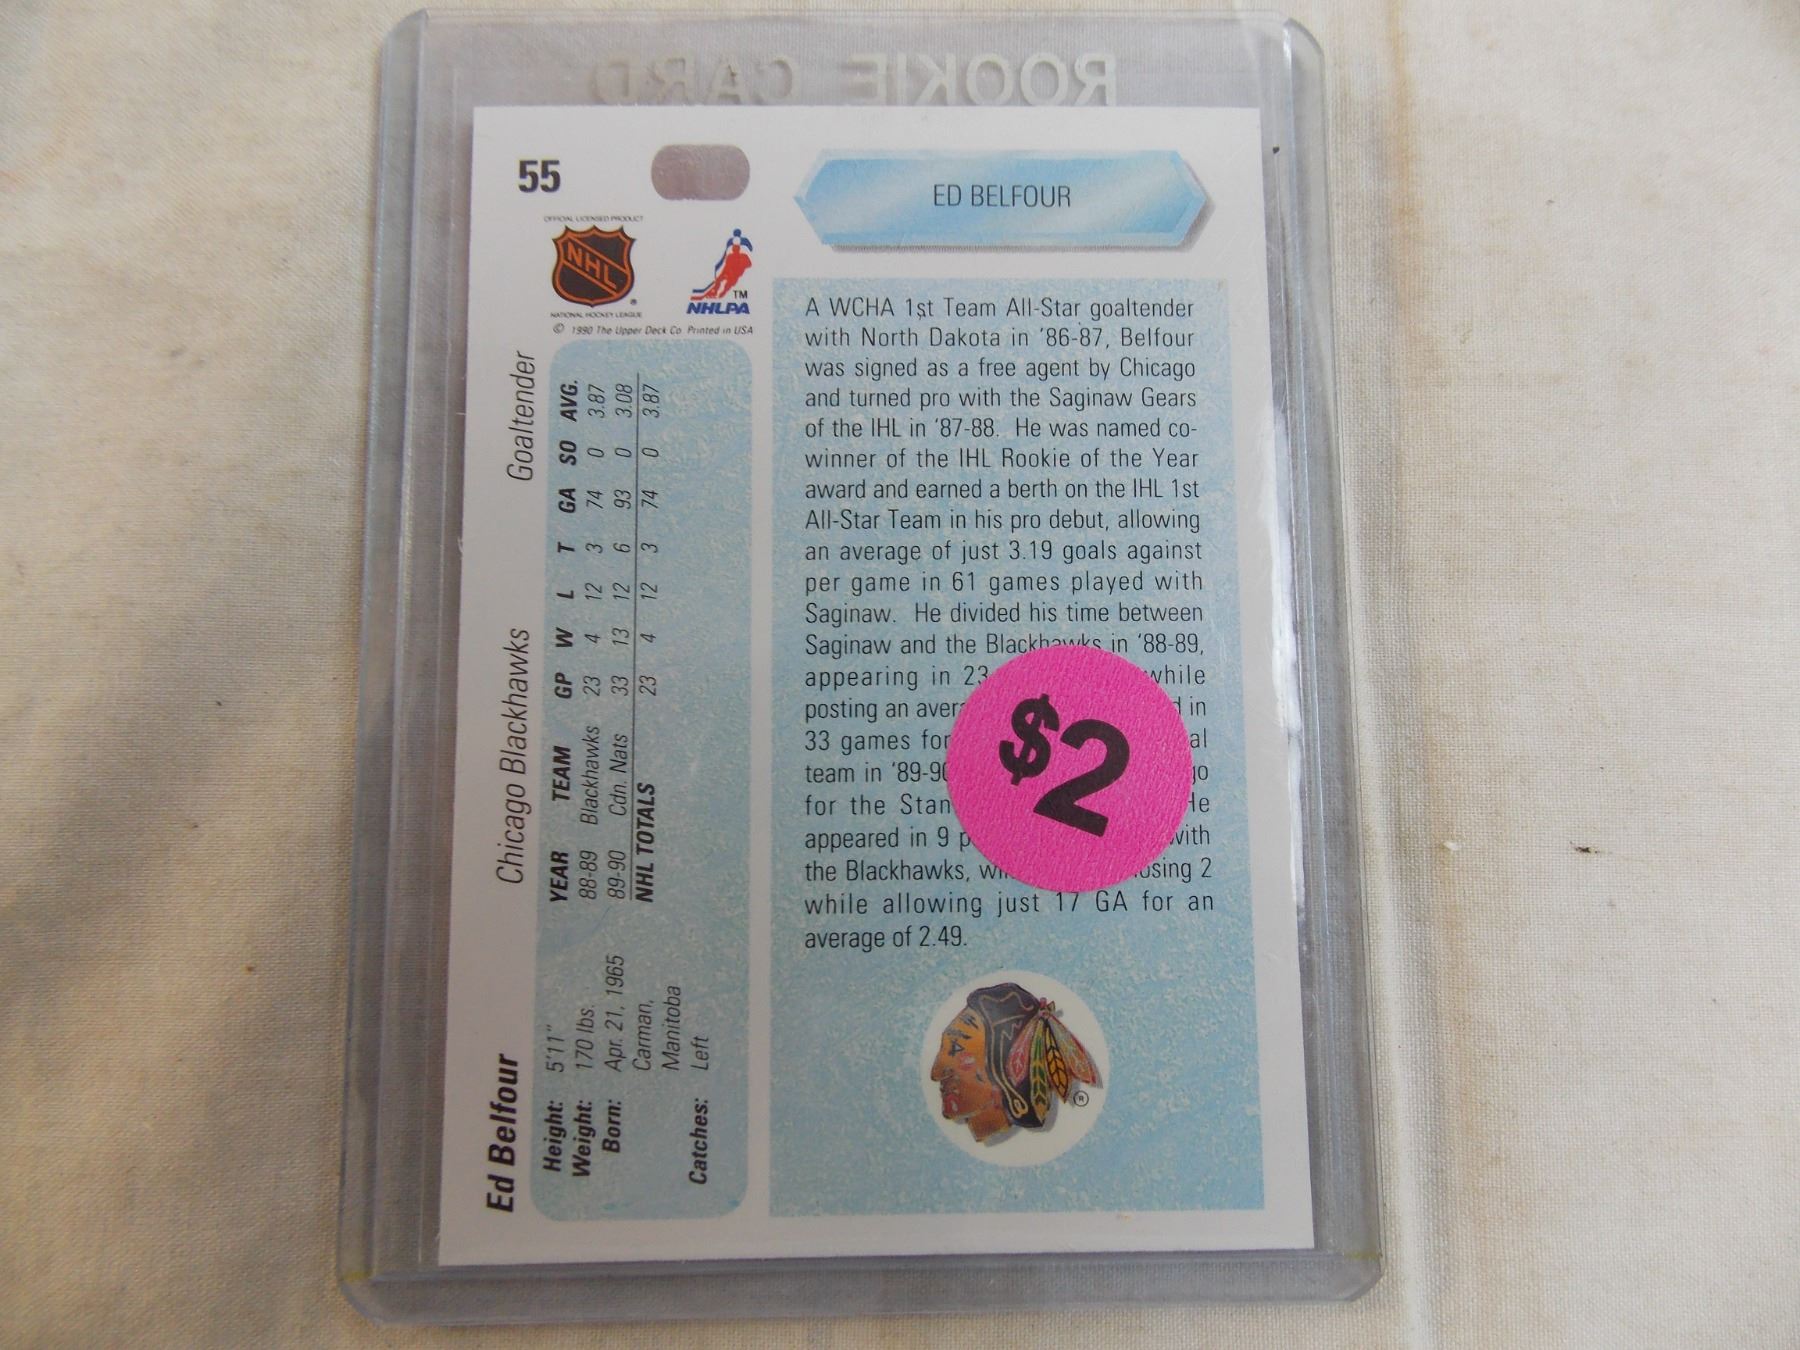 ROOKIE CARD
55
ED BELFOUR
OFFICIAL LICENSED PRODUCT
NHL
NATIONAL HOCKEY LEAGUE
TM
NHLPA
© 1990 The Upper Deck Co. Printed in USA
A WCHA 1st Team All-Star goaltender
with North Dakota in '86-87, Belfour
was signed as a free agent by Chicago
and turned pro with the Saginaw Gears
of the IHL in '87-88. He was named co-
winner of the IHL Rookie of the Year
award and earned a berth on the IHL 1st
All-Star Team in his pro debut, allowing
an average of just 3.19 goals against
per game in 61 games played with
Saginaw. He divided his time between
Saginaw and the Blackhawks in '88-89,
appearing in 23 while
posting an in
33 games for
team in '89-90
for the He
appeared in 9 with
the Blackhawks, losing 2
while allowing just 17 GA for an
average of 2.49.
$2
Ed Belfour Chicago Blackhawks Goaltender
Height: 5'11"
Weight: 170 lbs.
Born: Apr. 21, 1965
Carman,
Manitoba
Catches: Left
YEAR TEAM GP W L T GA SO AVG.
88-89 Blackhawks 23 4 12 3 74 0 3.87
89-90 Cdn. Nats 33 13 12 6 93 0 3.08
NHL TOTALS 23 4 12 3 74 0 3.87
®